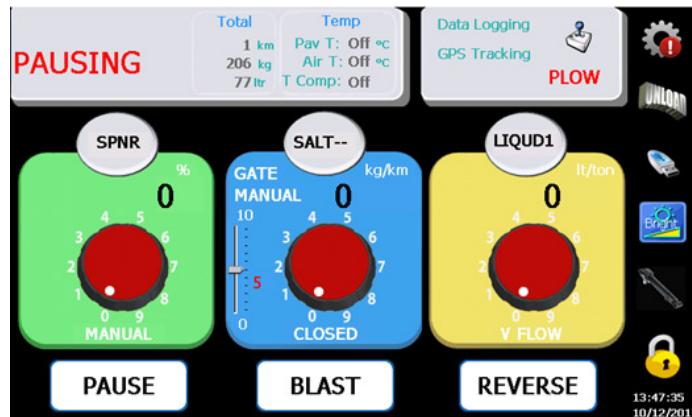 PAUSING
Total
1 km
206 kg
77 ltr
Temp
Pav T: Off °C
Air T: Off °C
T Comp: Off
Data Logging
GPS Tracking
PLOW
UNLOAD
SPNR
%
0
4 5
3 6
2 7
1 8
0 9
MANUAL
SALT--
GATE
MANUAL
kg/km
0
10
5
0
4 5
3 6
2 7
1 8
0 9
CLOSED
LIQUD1
lt/ton
0
4 5
3 6
2 7
1 8
0 9
V FLOW
Bright
PAUSE
BLAST
REVERSE
13:47:35
10/12/201